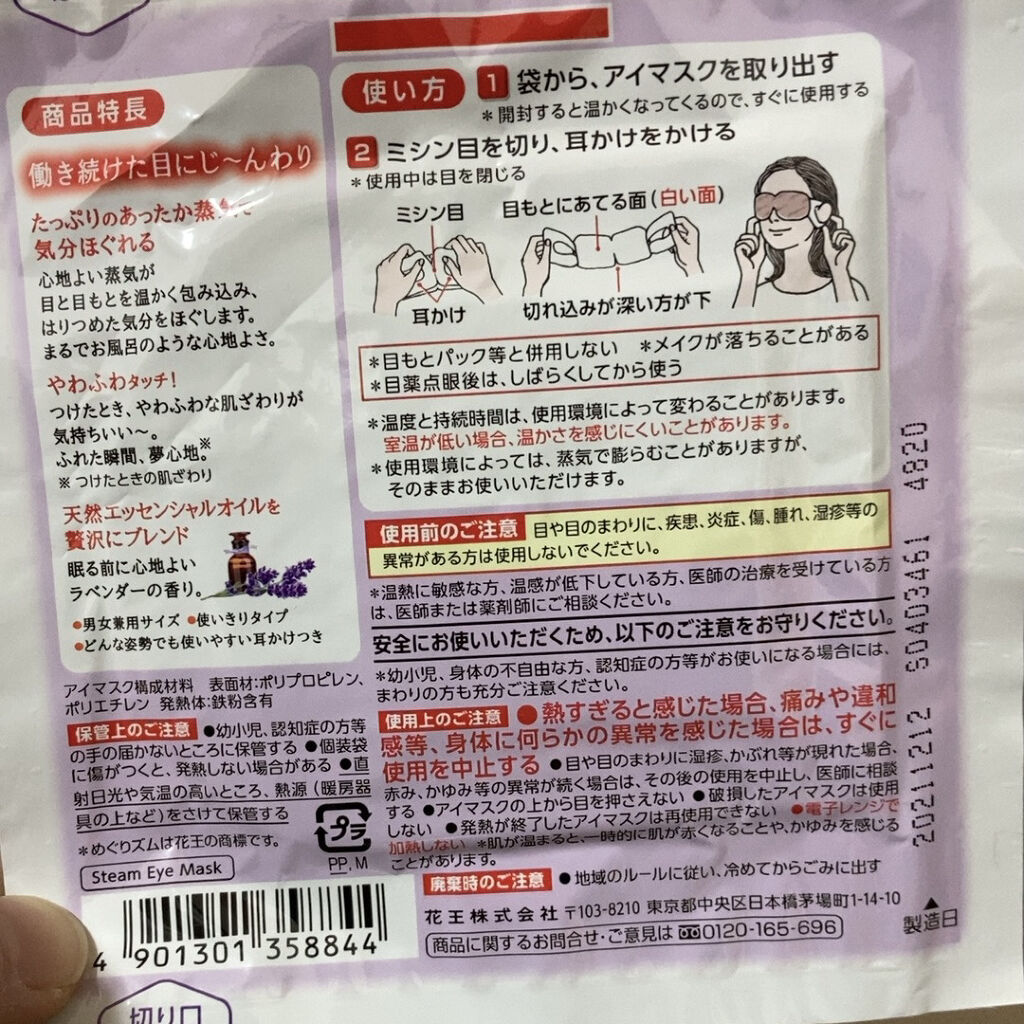 商品特長
働き続けた目にじ〜んわり
たっぷりのあったか蒸
気分ほぐれる
心地よい蒸気が
目と目もとを温かく包み込み、
はりつめた気分をほぐします。
まるでお風呂のような心地よさ。
やわふわタッチ!
つけたとき、やわふわな肌ざわりが
気持ちいい〜。
ふれた瞬間、夢心地。※
※つけたときの肌ざわり
天然エッセンシャルオイルを
贅沢にブレンド
眠る前に心地よい
ラベンダーの香り。
●男女兼用サイズ ●使いきりタイプ
●どんな姿勢でも使いやすい耳かけつき
アイマスク構成材料 表面材:ポリプロピレン、
ポリエチレン 発熱体:鉄粉含有
保管上のご注意 ●幼小児、認知症の方等
の手の届かないところに保管する ●個装袋
に傷がつくと、発熱しない場合がある ●直
射日光や気温の高いところ、熱源(暖房器
具の上など)をさけて保管する
*めぐりズムは花王の商標です。
Steam Eye Mask
プラ
PP, M
4 901301 358844
切り口
使い方
1 袋から、アイマスクを取り出す
*開封すると温かくなってくるので、すぐに使用する
2 ミシン目を切り、耳かけをかける
*使用中は目を閉じる
ミシン目
目もとにあてる面(白い面)
耳かけ
切れ込みが深い方が下
*目もとパック等と併用しない *メイクが落ちることがある
*目薬点眼後は、しばらくしてから使う
*温度と持続時間は、使用環境によって変わることがあります。
室温が低い場合、温かさを感じにくいことがあります。
*使用環境によっては、蒸気で膨らむことがありますが、
そのままお使いいただけます。
使用前のご注意 目や目のまわりに、疾患、炎症、傷、腫れ、湿疹等の
異常がある方は使用しないでください。
*温熱に敏感な方、温感が低下している方、医師の治療を受けている方
は、医師または薬剤師にご相談ください。
安全にお使いいただくため、以下のご注意をお守りください。
*幼小児、身体の不自由な方、認知症の方等がお使いになる場合には、
まわりの方も充分ご注意ください。
使用上のご注意 ●熱すぎると感じた場合、痛みや違和
感等、身体に何らかの異常を感じた場合は、すぐに
使用を中止する ●目や目のまわりに湿疹、かぶれ等が現れた場合、
赤み、かゆみ等の異常が続く場合は、その後の使用を中止し、医師に相談
する ●アイマスクの上から目を押さえない ●破損したアイマスクは使用
しない ●発熱が終了したアイマスクは再使用できない ●電子レンジで
加熱しない *肌が温まると、一時的に肌が赤くなることや、かゆみを感じる
ことがあります。
廃棄時のご注意 ●地域のルールに従い、冷めてからごみに出す
花王株式会社 〒103-8210 東京都中央区日本橋茅場町1-14-10
商品に関するお問合せ・ご意見は 0120-165-696
20211212 S0403461 4820
▲
製造日